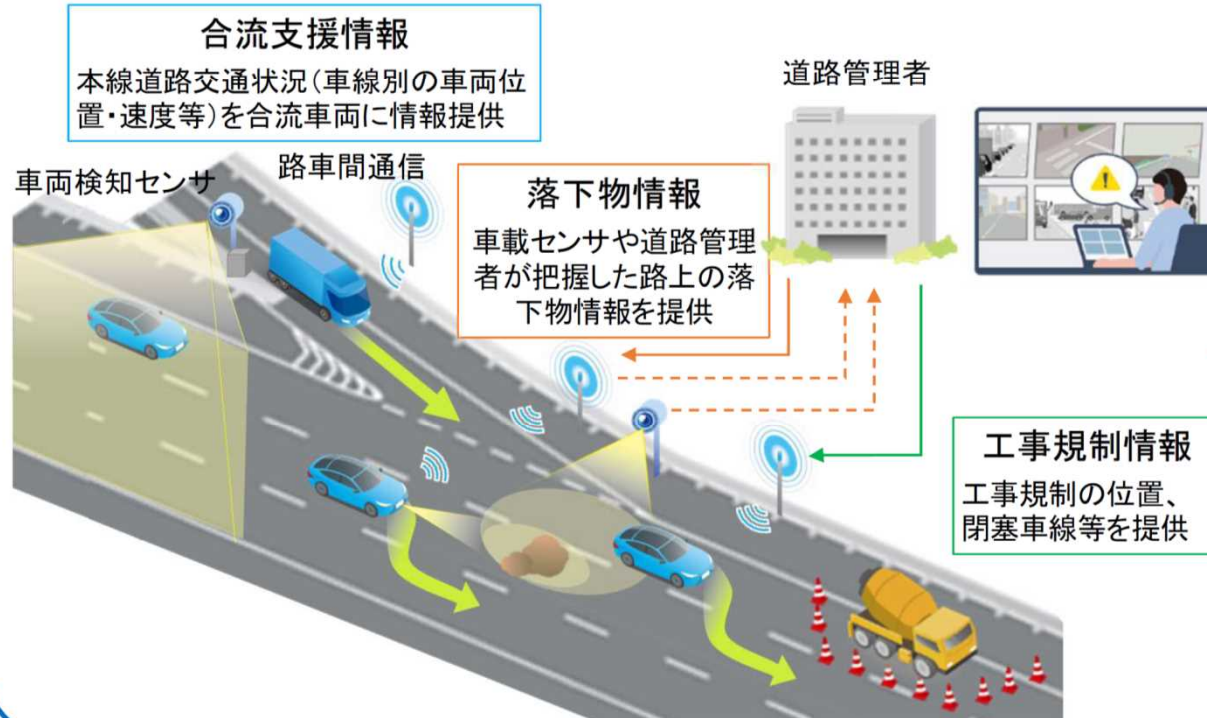 合流支援情報
本線道路交通状況（車線別の車両位
置・速度等）を合流車両に情報提供
道路管理者
車両検知センサ
路車間通信
落下物情報
車載センサや道路管理
者が把握した路上の落
下物情報を提供
工事規制情報
工事規制の位置、
閉塞車線等を提供